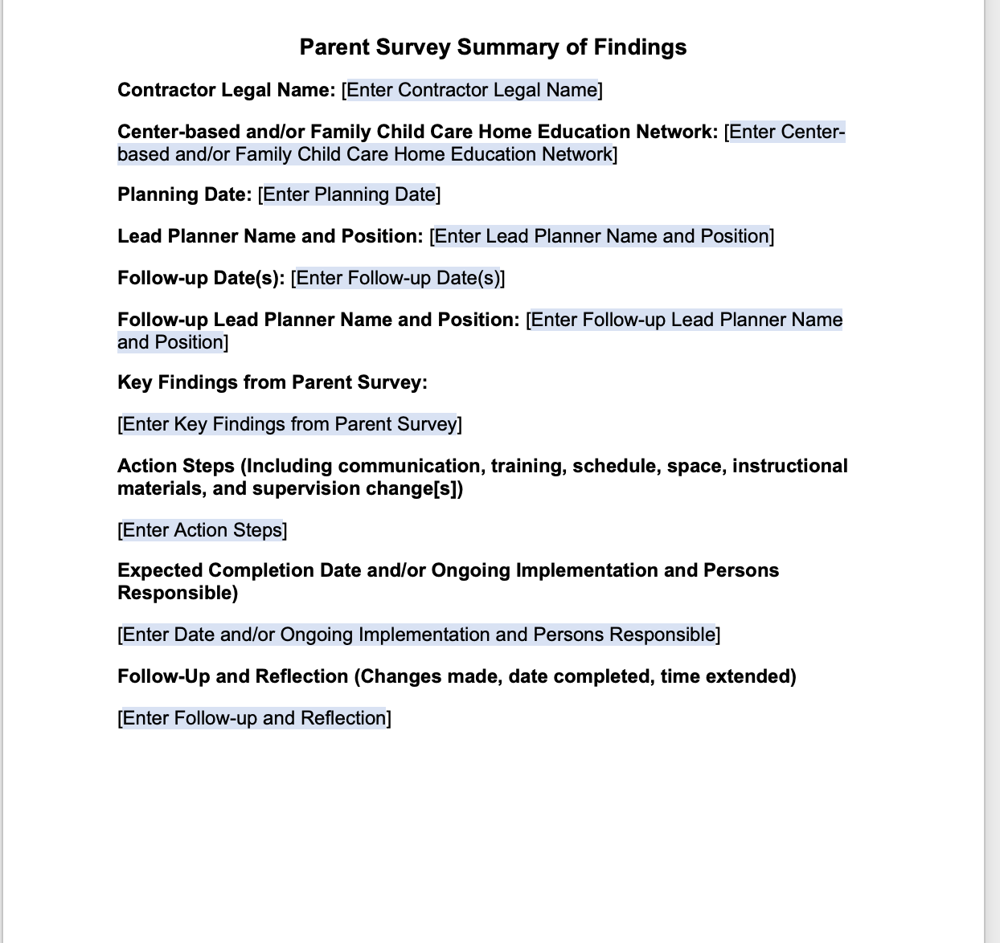 Parent Survey Summary of Findings
Contractor Legal Name: [Enter Contractor Legal Name]
Center-based and/or Family Child Care Home Education Network: [Enter Center-
based and/or Family Child Care Home Education Network]
Planning Date: [Enter Planning Date]
Lead Planner Name and Position: [Enter Lead Planner Name and Position]
Follow-up Date(s): [Enter Follow-up Date(s)]
Follow-up Lead Planner Name and Position: [Enter Follow-up Lead Planner Name
and Position]
Key Findings from Parent Survey:
[Enter Key Findings from Parent Survey]
Action Steps (Including communication, training, schedule, space, instructional
materials, and supervision change[s])
[Enter Action Steps]
Expected Completion Date and/or Ongoing Implementation and Persons
Responsible)
[Enter Date and/or Ongoing Implementation and Persons Responsible]
Follow-Up and Reflection (Changes made, date completed, time extended)
[Enter Follow-up and Reflection]